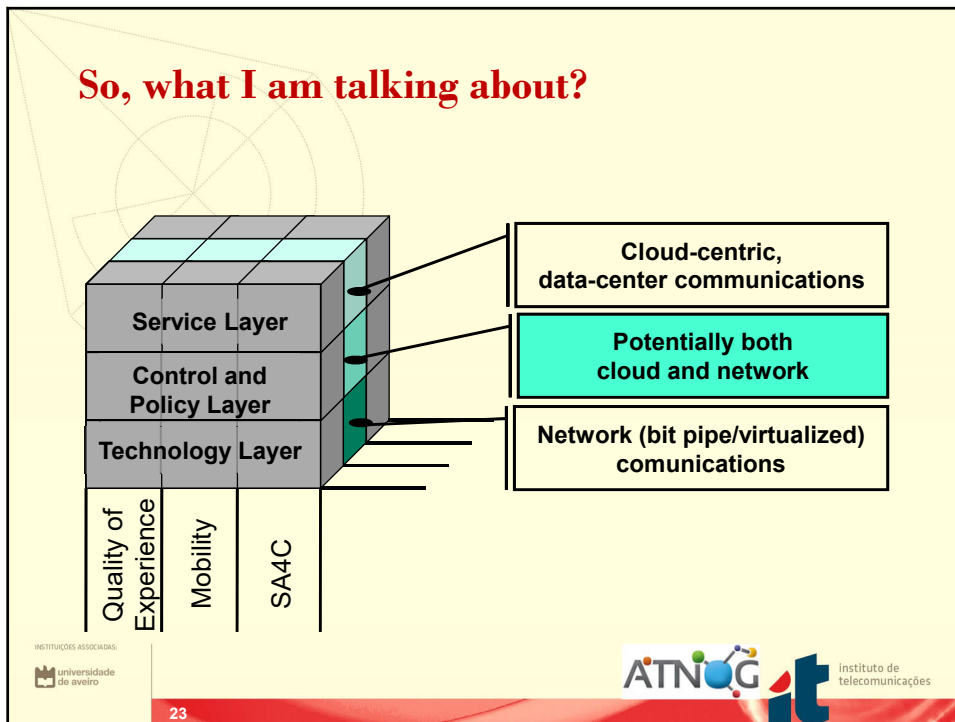 So, what I am talking about?
Cloud-centric,
data-center communications
Service Layer
Potentially both
cloud and network
Control and
Policy Layer
Network (bit pipe/virtualized)
comunications
Technology Layer
Quality of
Experience
Mobility
SA4C
INSTITUIÇÕES ASSOCIADAS:
universidade
de aveiro
ATNOG
it
instituto de
telecomunicações
23